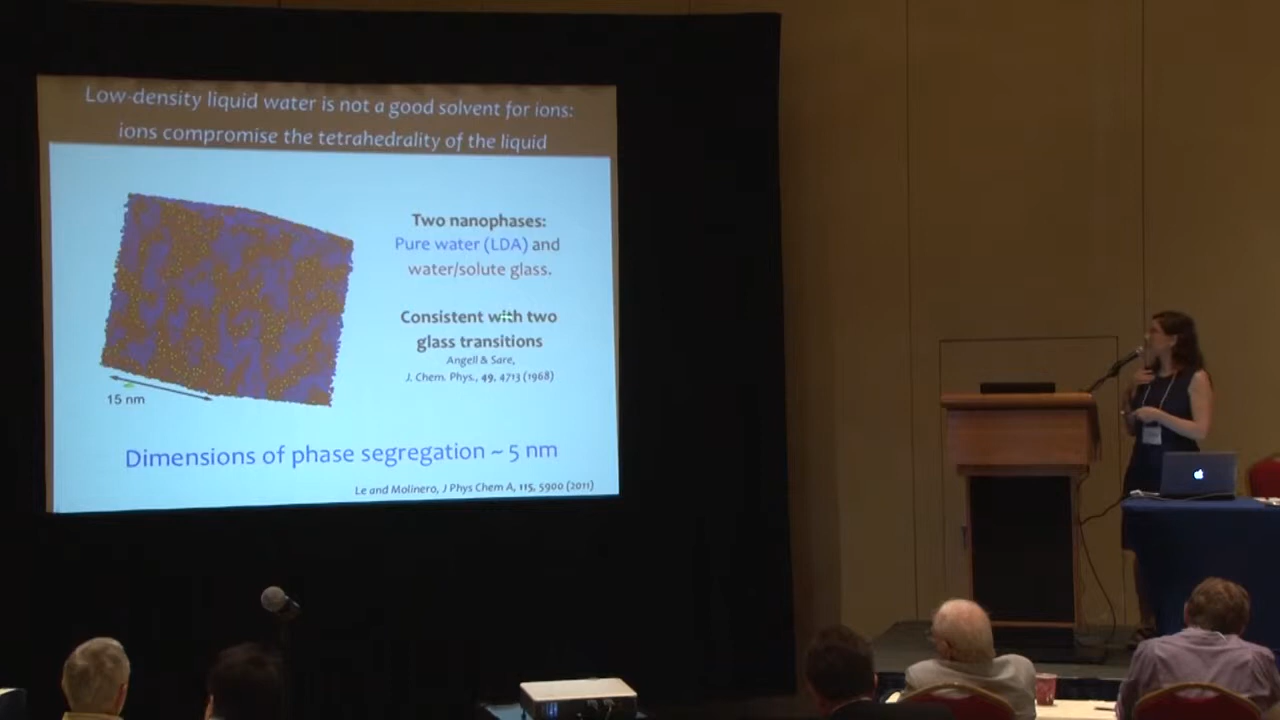 Low-density liquid water is not a good solvent for ions:
ions compromise the tetrahedrality of the liquid
Two nanophases:
Pure water (LDA) and
water/solute glass.
Consistent with two
glass transitions
Angell & Sare,
J. Chem. Phys., 49, 4713 (1968)
15 nm
Dimensions of phase segregation ~ 5 nm
Le and Molinero, J Phys Chem A, 115, 5900 (2011)